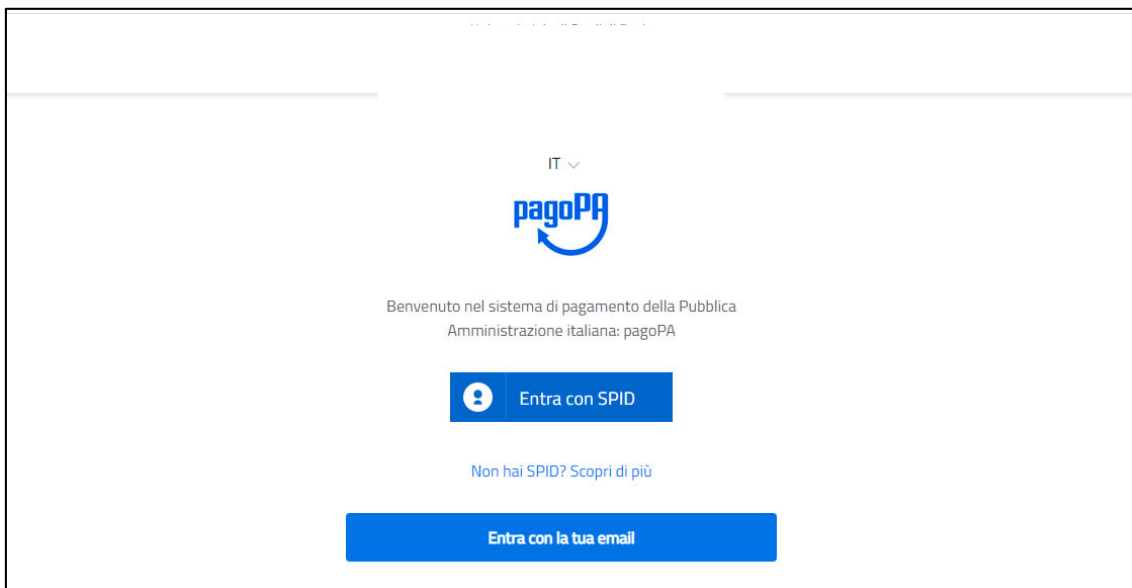 IT
pagoPA
Benvenuto nel sistema di pagamento della Pubblica
Amministrazione italiana: pagoPA
Entra con SPID
Non hai SPID? Scopri di più
Entra con la tua email